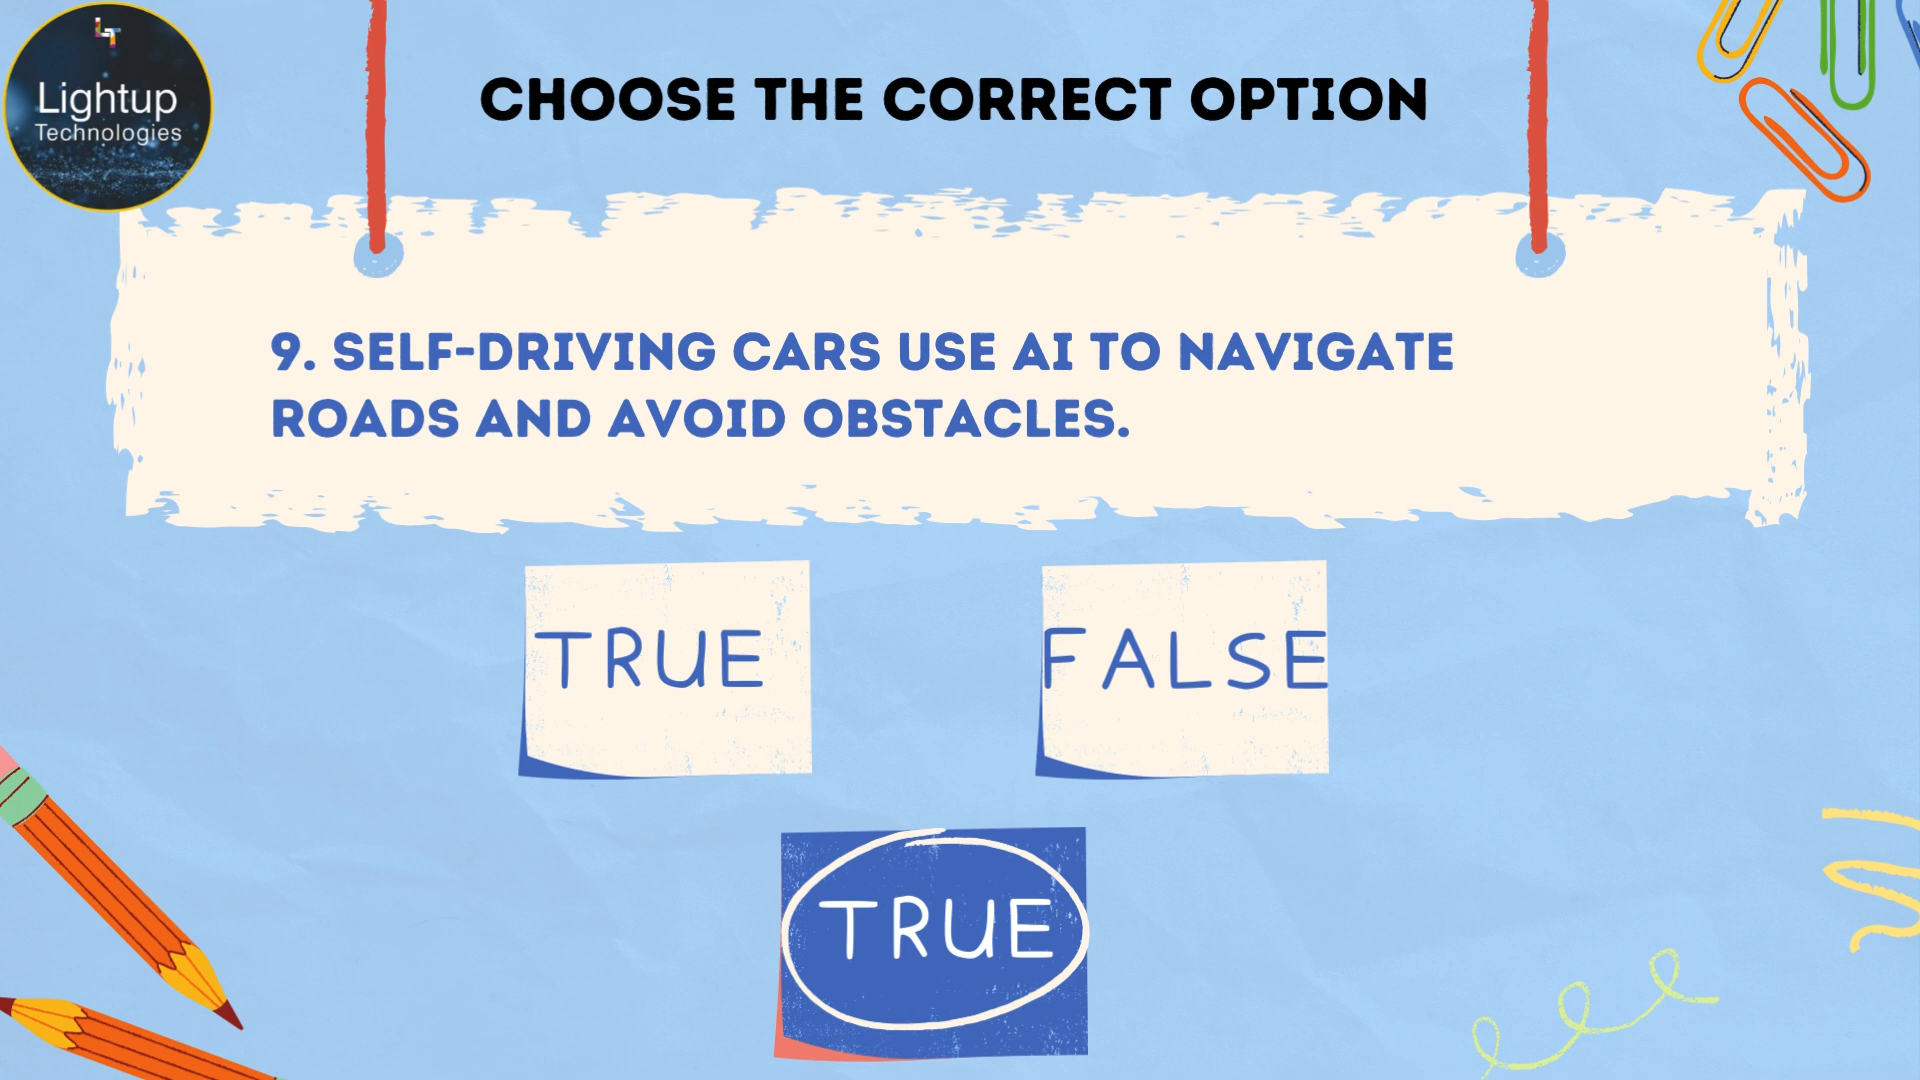 LT
Lightup
Technologies
CHOOSE THE CORRECT OPTION
9. SELF-DRIVING CARS USE AI TO NAVIGATE
ROADS AND AVOID OBSTACLES.
TRUE
FALSE
TRUE